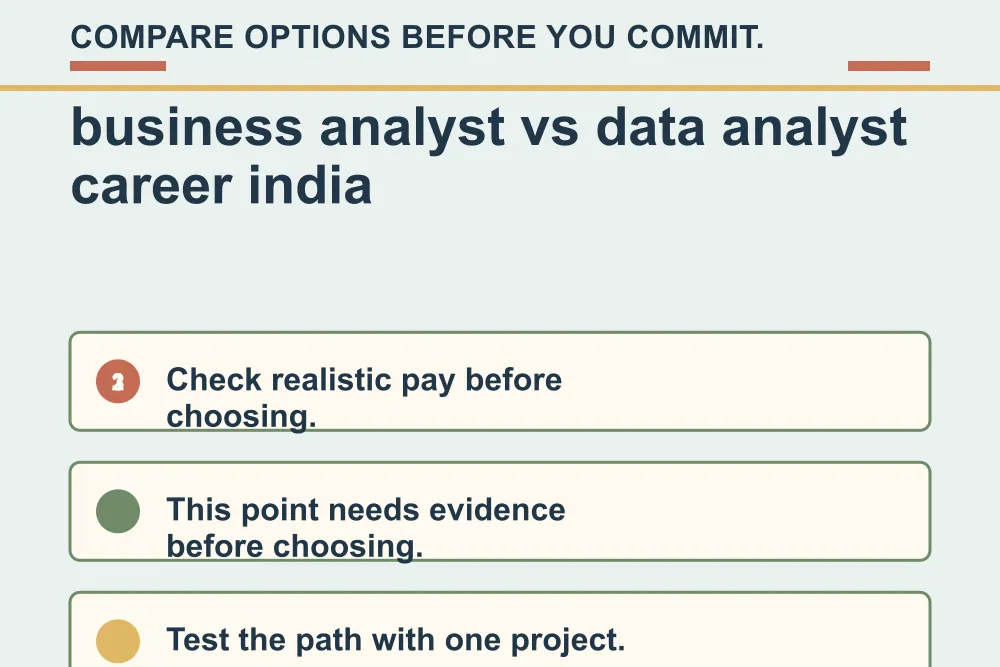 COMPARE OPTIONS BEFORE YOU COMMIT.
business analyst vs data analyst
career india
Check realistic pay before
choosing.
This point needs evidence
before choosing.
Test the path with one project.